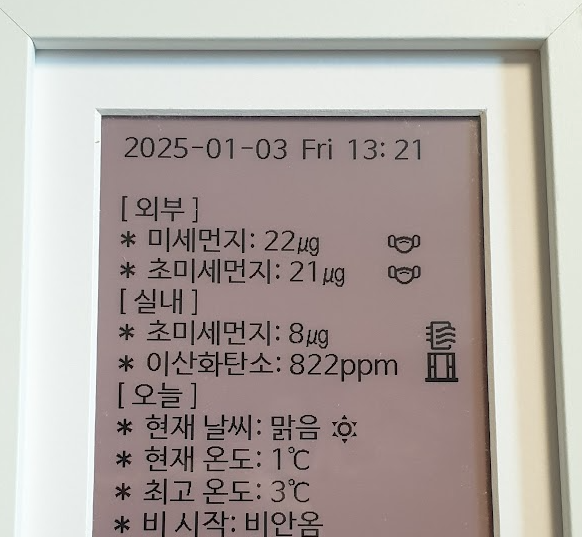 2025-01-03 Fri 13:21
[외부]
* 미세먼지: 22㎍
* 초미세먼지: 21㎍
[실내]
* 초미세먼지: 8㎍
* 이산화탄소: 822ppm
[오늘]
* 현재 날씨: 맑음
* 현재 온도: 1℃
* 최고 온도: 3℃
* 비 시작: 비안옴